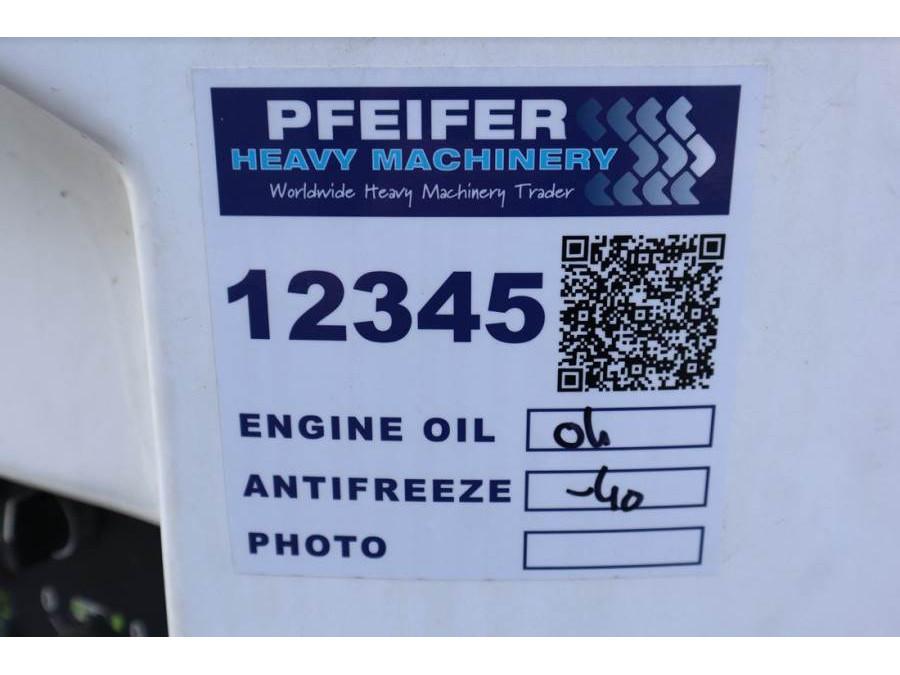 PFEIFER
HEAVY MACHINERY
Worldwide Heavy Machinery Trader
12345
ENGINE OIL ok
ANTIFREEZE -40
PHOTO